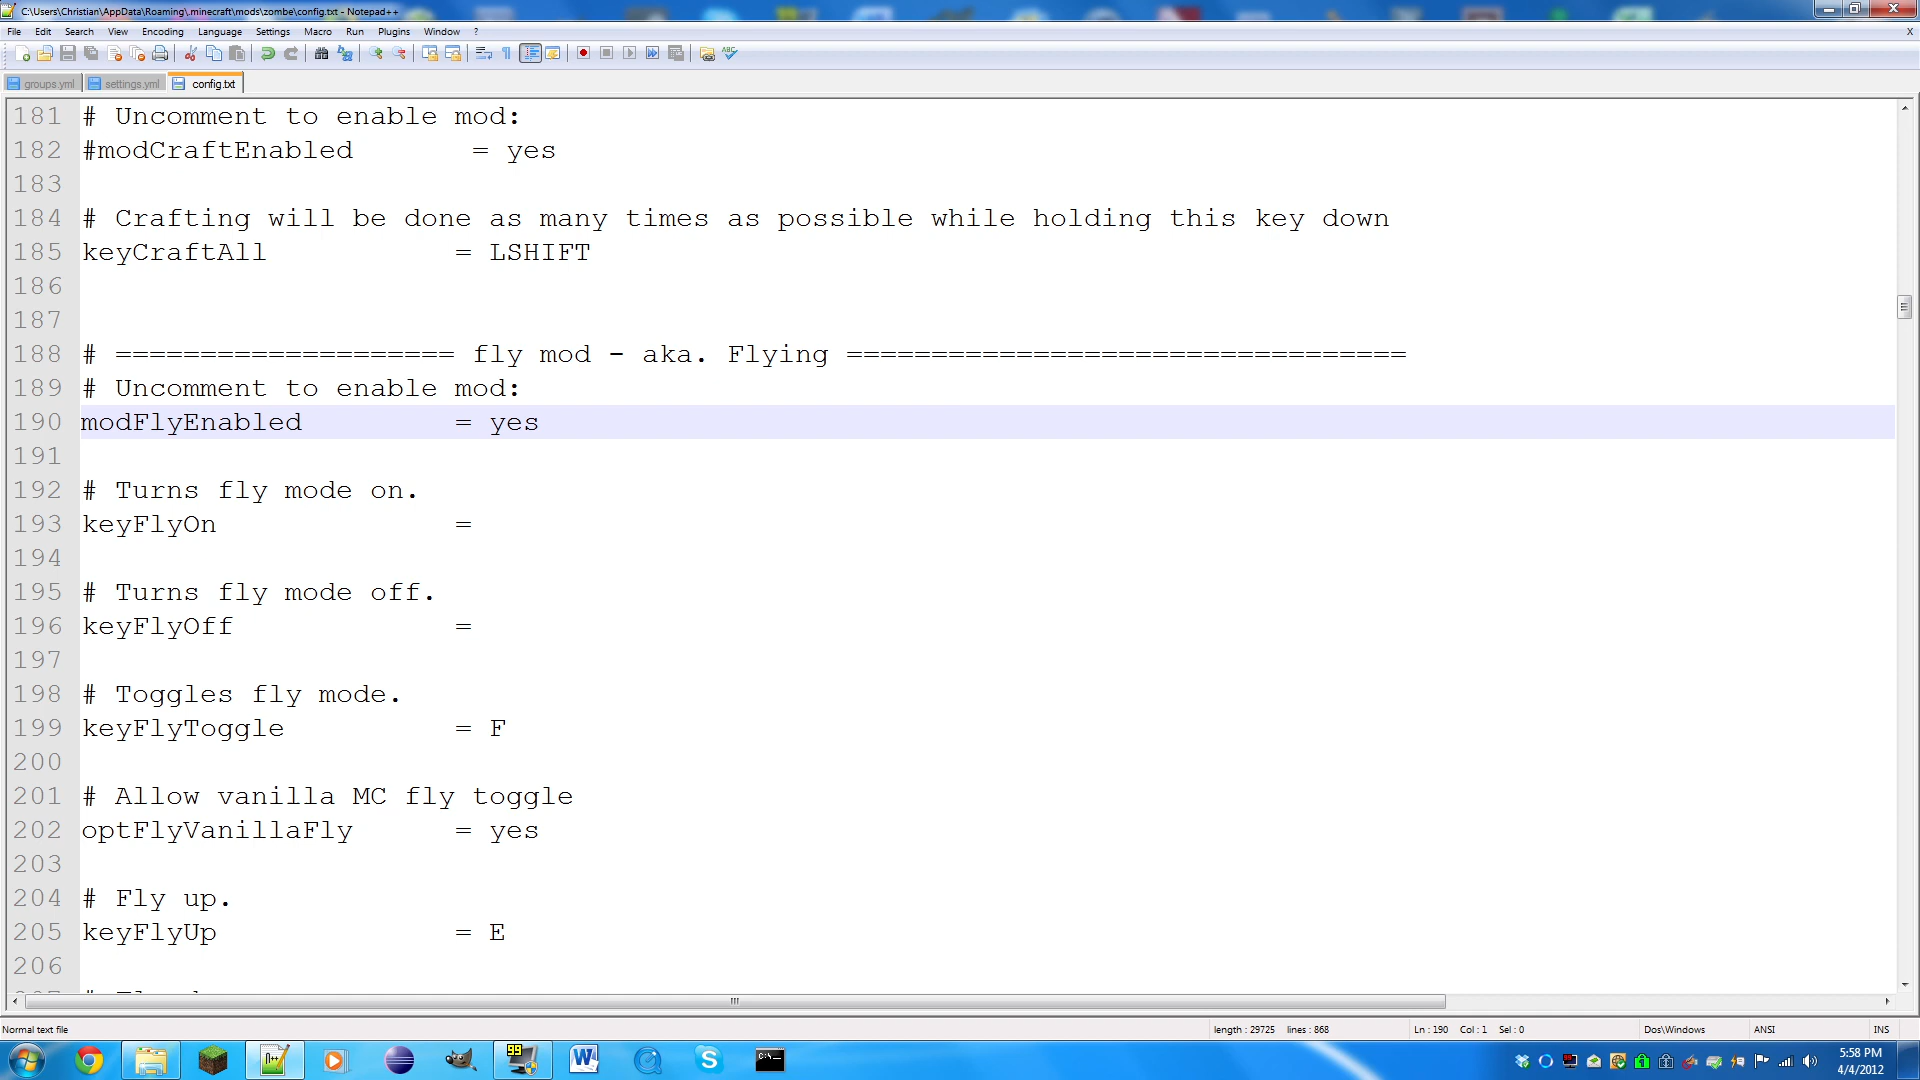 C:\Users\Christian\AppData\Roaming\.minecraft\mods\zombe\config.txt - Notepad++
File Edit Search View Encoding Language Settings Macro Run Plugins Window ? X
groups.yml settings.yml config.txt
181 # Uncomment to enable mod:
182 #modCraftEnabled = yes
183
184 # Crafting will be done as many times as possible while holding this key down
185 keyCraftAll = LSHIFT
186
187
188 # ==================== fly mod - aka. Flying =================================
189 # Uncomment to enable mod:
190 modFlyEnabled = yes
191
192 # Turns fly mode on.
193 keyFlyOn =
194
195 # Turns fly mode off.
196 keyFlyOff =
197
198 # Toggles fly mode.
199 keyFlyToggle = F
200
201 # Allow vanilla MC fly toggle
202 optFlyVanillaFly = yes
203
204 # Fly up.
205 keyFlyUp = E
206
Normal text file length : 29725 lines : 868 Ln : 190 Col : 1 Sel : 0 Dos\Windows ANSI INS
99
5:58 PM
4/4/2012